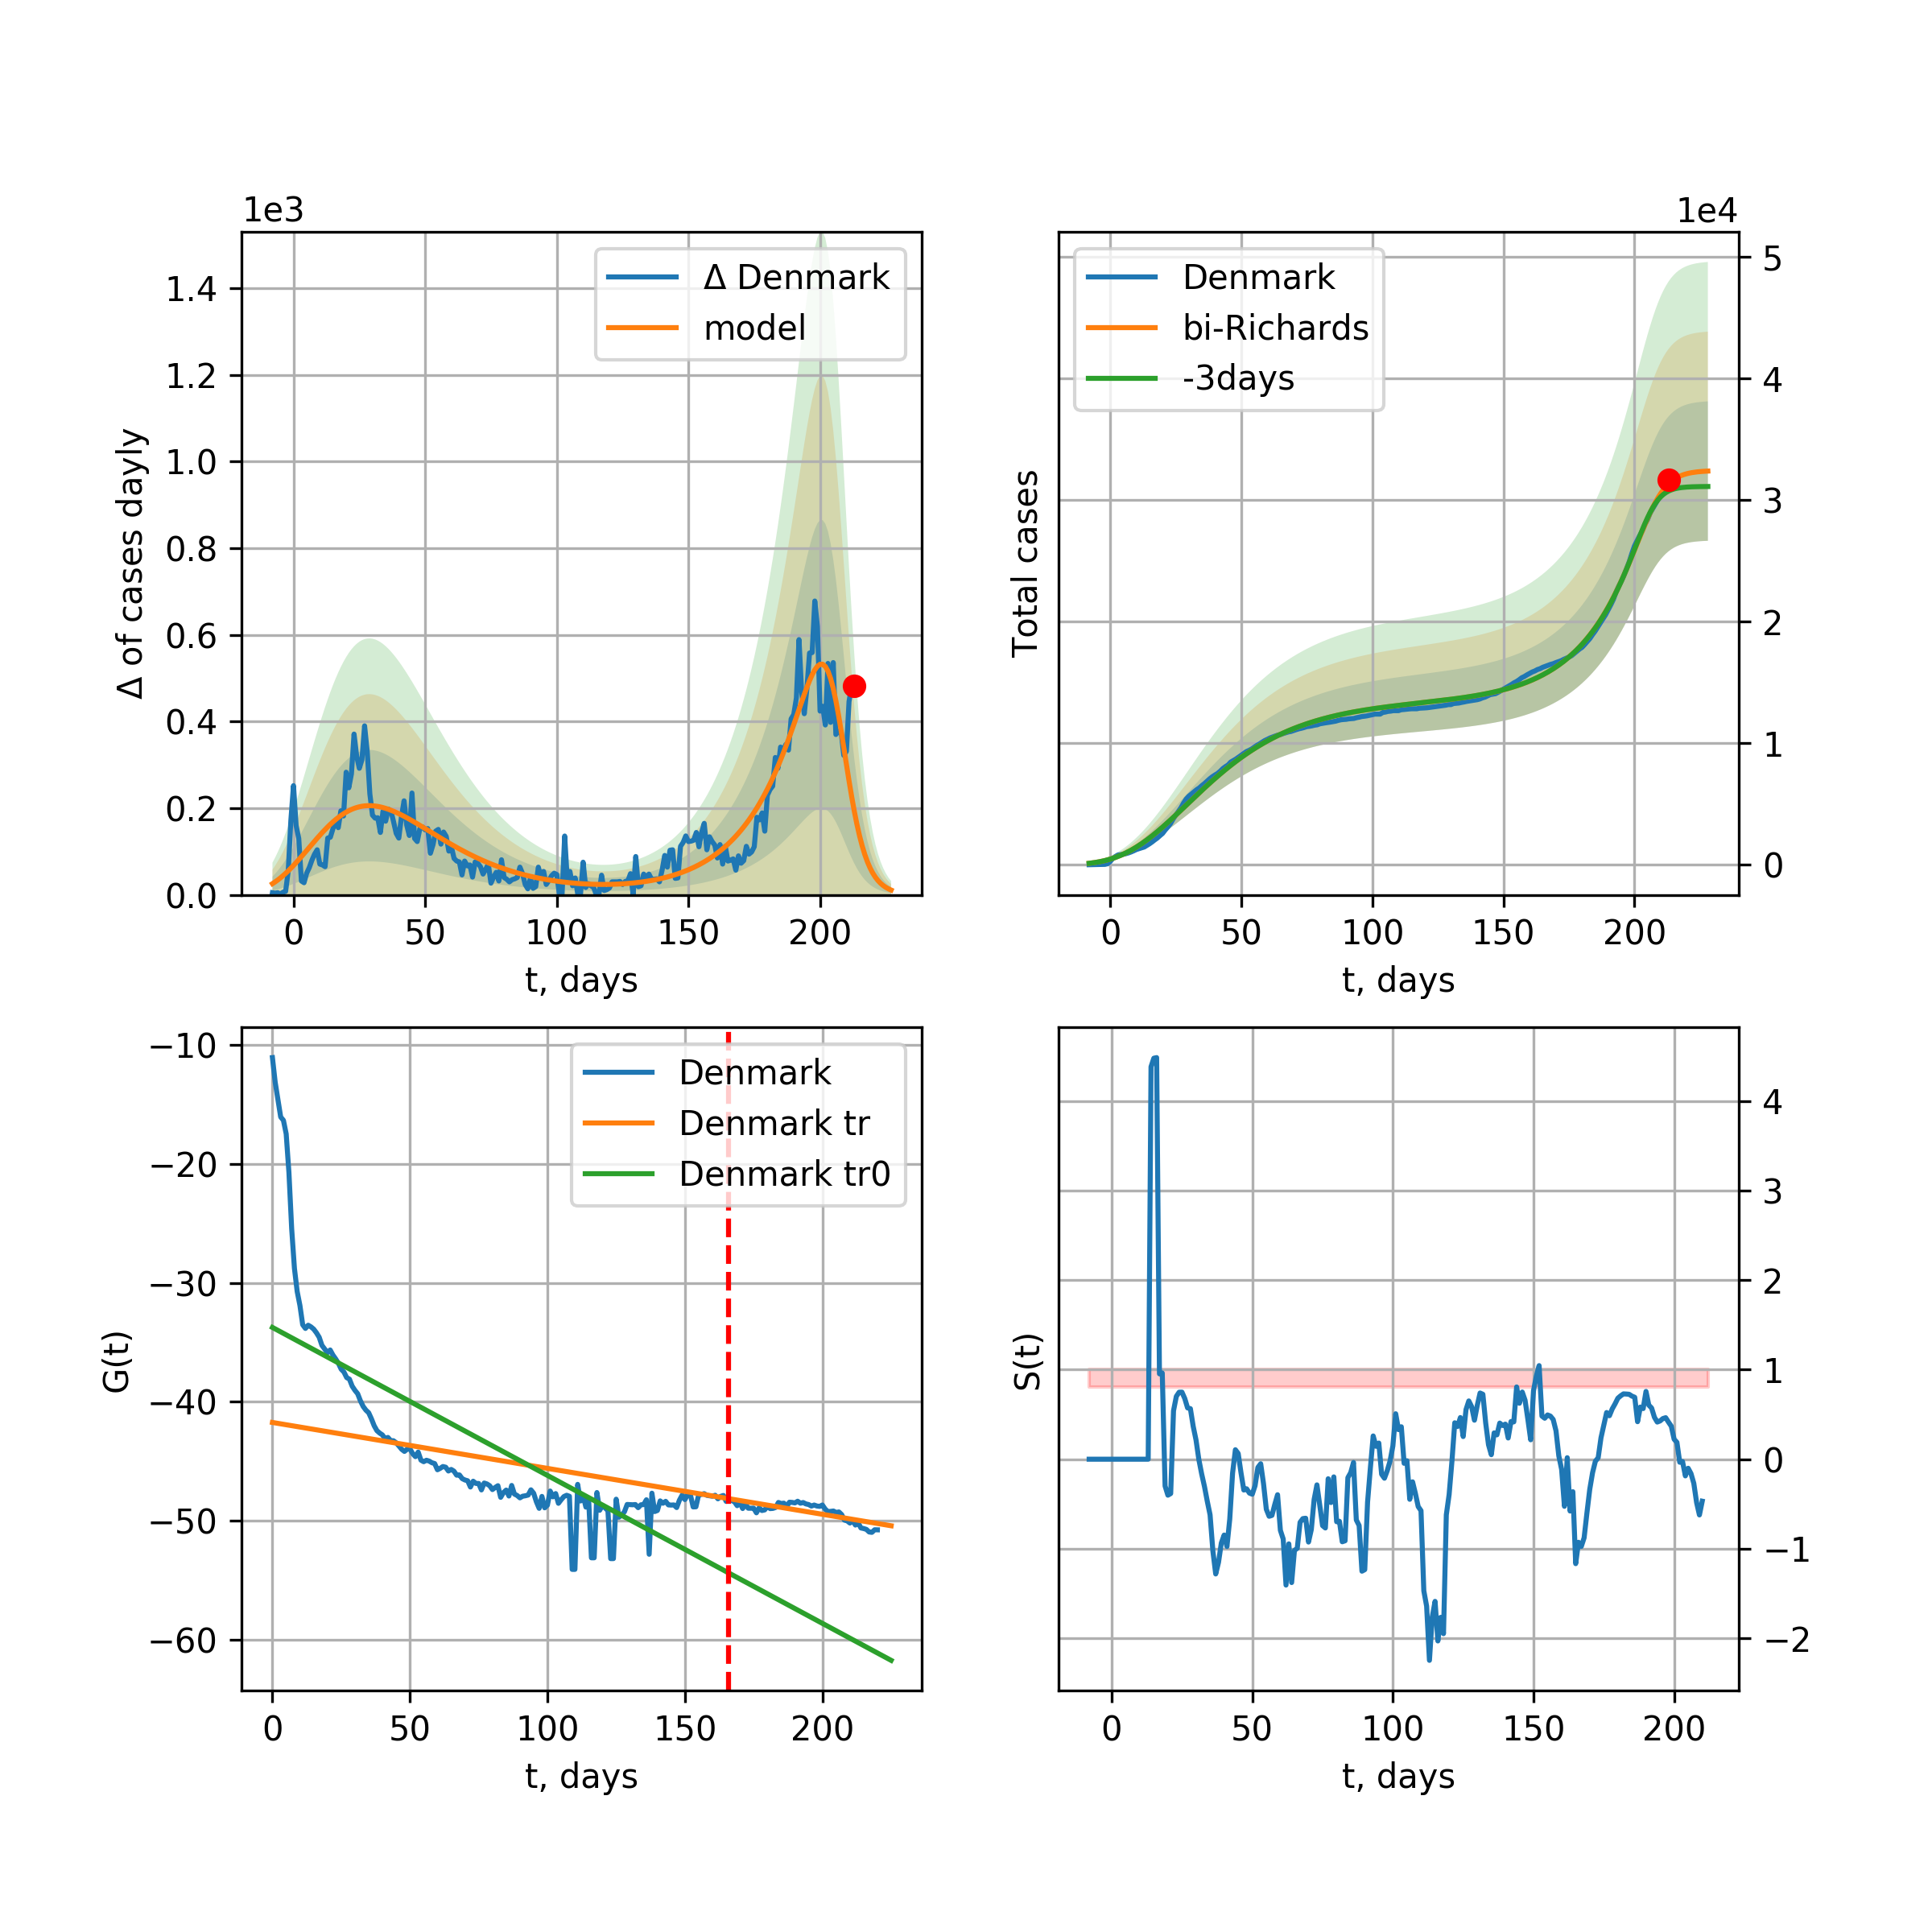 1e3
Δ of cases dayly
1.4
1.2
1.0
0.8
0.6
0.4
0.2
0.0
Δ Denmark
model
0 50 100 150 200
t, days
1e4
Total cases
Denmark
bi-Richards
-3days
5
4
3
2
1
0
0 50 100 150 200
t, days
G(t)
−10
−20
−30
−40
−50
−60
Denmark
Denmark tr
Denmark tr0
0 50 100 150 200
t, days
S(t)
4
3
2
1
0
−1
−2
0 50 100 150 200
t, days